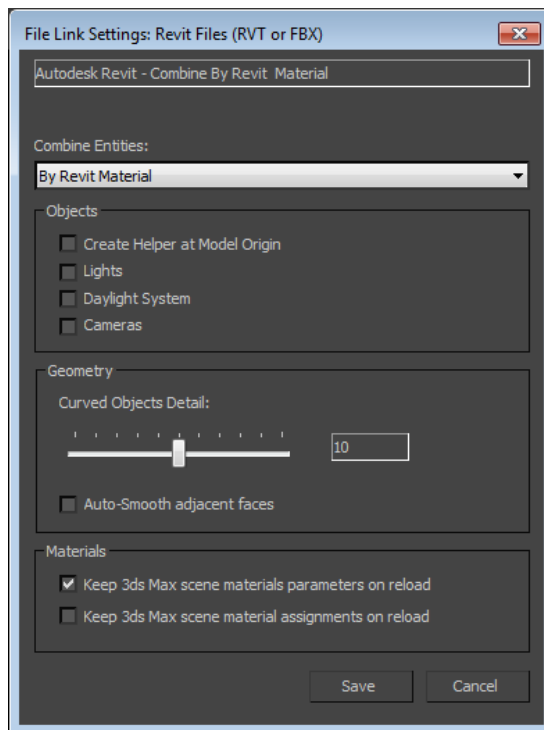 File Link Settings: Revit Files (RVT or FBX)
Autodesk Revit - Combine By Revit  Material
Combine Entities:
By Revit Material
Objects
Create Helper at Model Origin
Lights
Daylight System
Cameras
Geometry
Curved Objects Detail:
10
Auto-Smooth adjacent faces
Materials
Keep 3ds Max scene materials parameters on reload
Keep 3ds Max scene material assignments on reload
Save Cancel